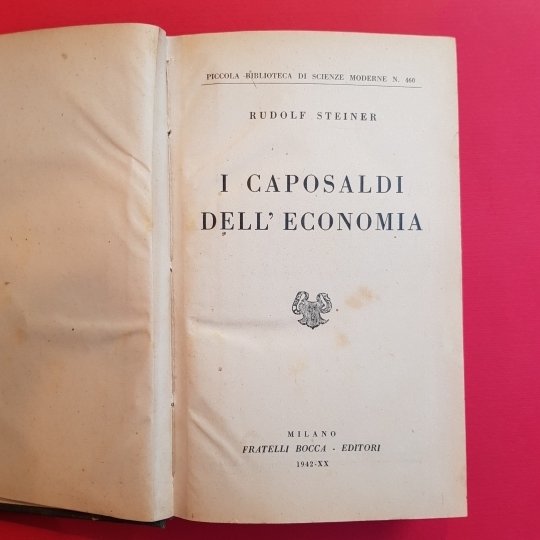 PICCOLA BIBLIOTECA DI SCIENZE MODERNE N. 460
RUDOLF STEINER
I CAPOSALDI
DELL' ECONOMIA
MILANO
FRATELLI BOCCA - EDITORI
1942-XX